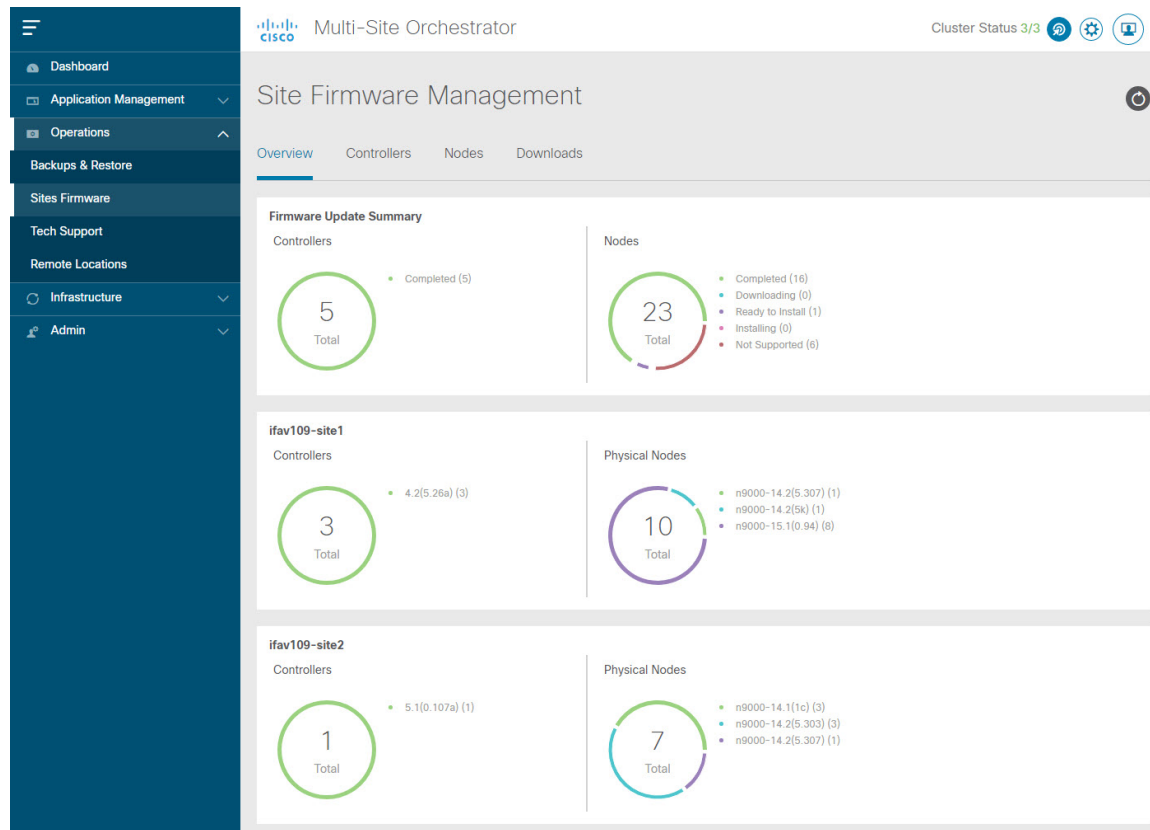 CISCO Multi-Site Orchestrator
Cluster Status 3/3
Dashboard
Application Management
Operations
Backups & Restore
Sites Firmware
Tech Support
Remote Locations
Infrastructure
Admin
Site Firmware Management
Overview Controllers Nodes Downloads
Firmware Update Summary
Controllers
5
Total
Completed (5)
Nodes
23
Total
Completed (16)
Downloading (0)
Ready to Install (1)
Installing (0)
Not Supported (6)
ifav109-site1
Controllers
3
Total
4.2(5.26a) (3)
Physical Nodes
10
Total
n9000-14.2(5.307) (1)
n9000-14.2(5k) (1)
n9000-15.1(0.94) (8)
ifav109-site2
Controllers
1
Total
5.1(0.107a) (1)
Physical Nodes
7
Total
n9000-14.1(1c) (3)
n9000-14.2(5.303) (3)
n9000-14.2(5.307) (1)